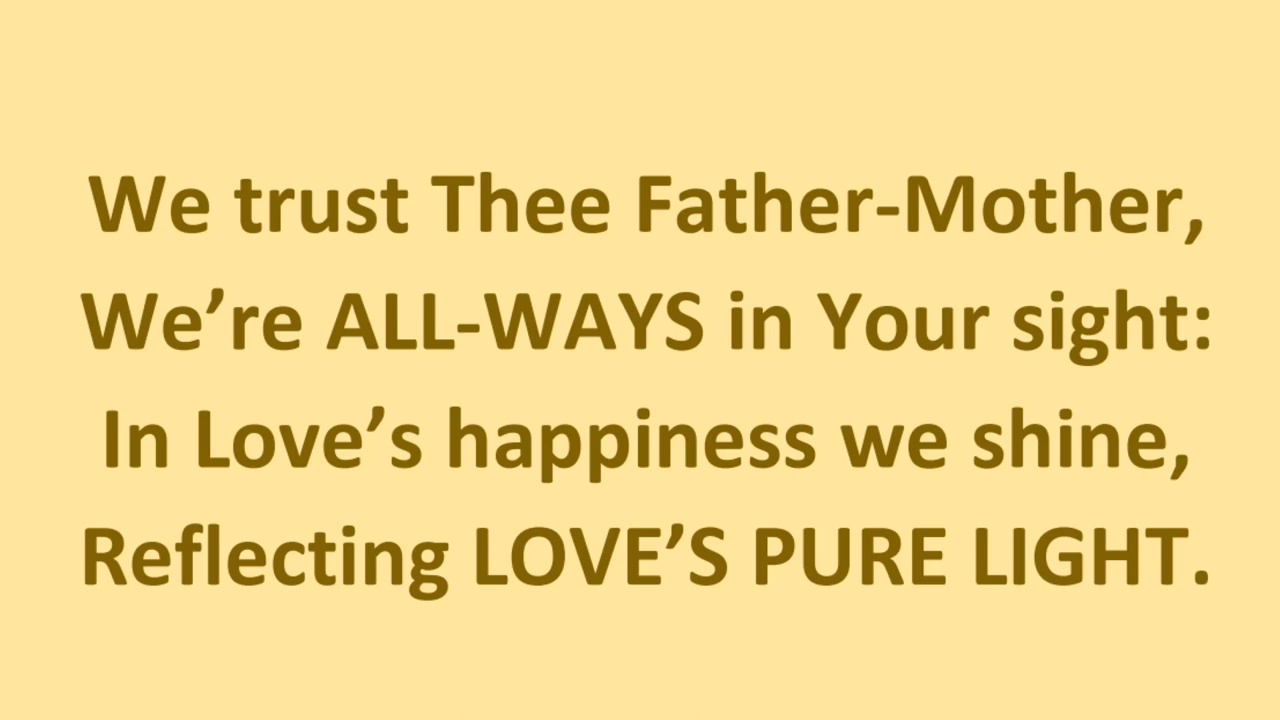 We trust Thee Father-Mother,
We’re ALL-WAYS in Your sight:
In Love’s happiness we shine,
Reflecting LOVE’S PURE LIGHT.